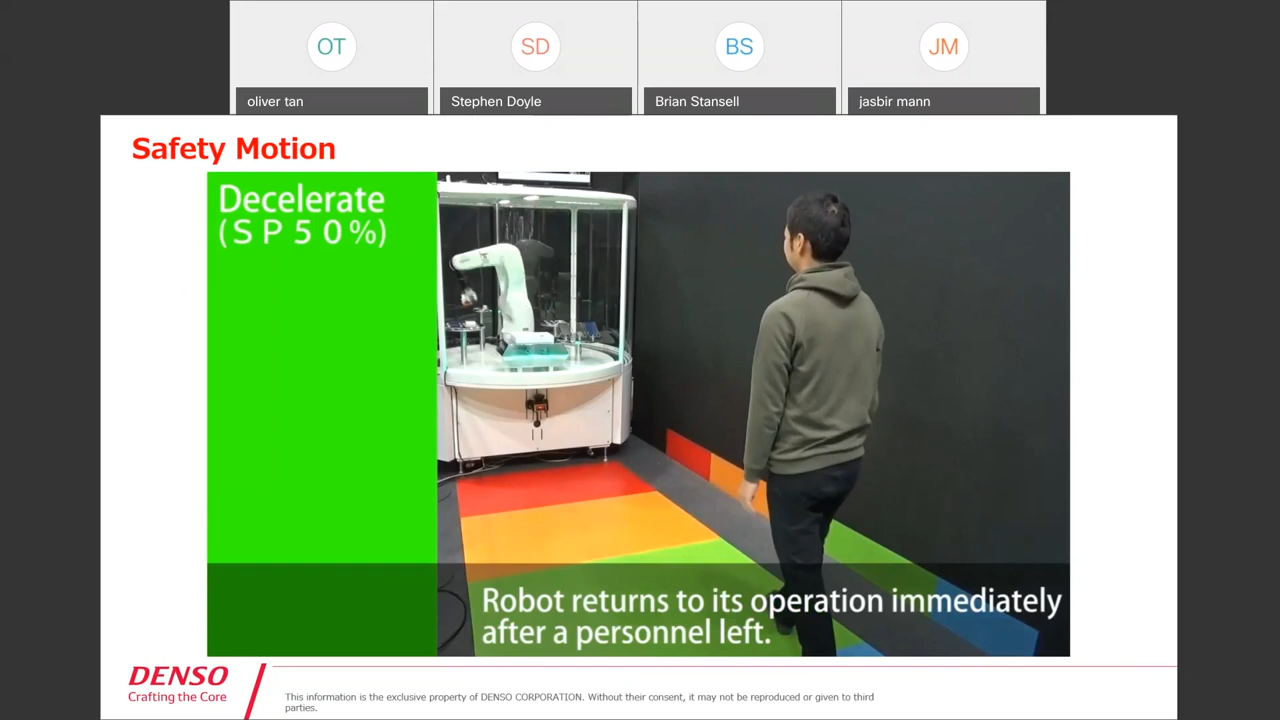 OT
SD
BS
JM
oliver tan
Stephen Doyle
Brian Stansell
jasbir mann
Safety Motion
Decelerate
(SP50%)
Robot returns to its operation immediately
after a personnel left.
DENSO
Crafting the Core
This information is the exclusive property of DENSO CORPORATION. Without their consent, it may not be reproduced or given to third
parties.